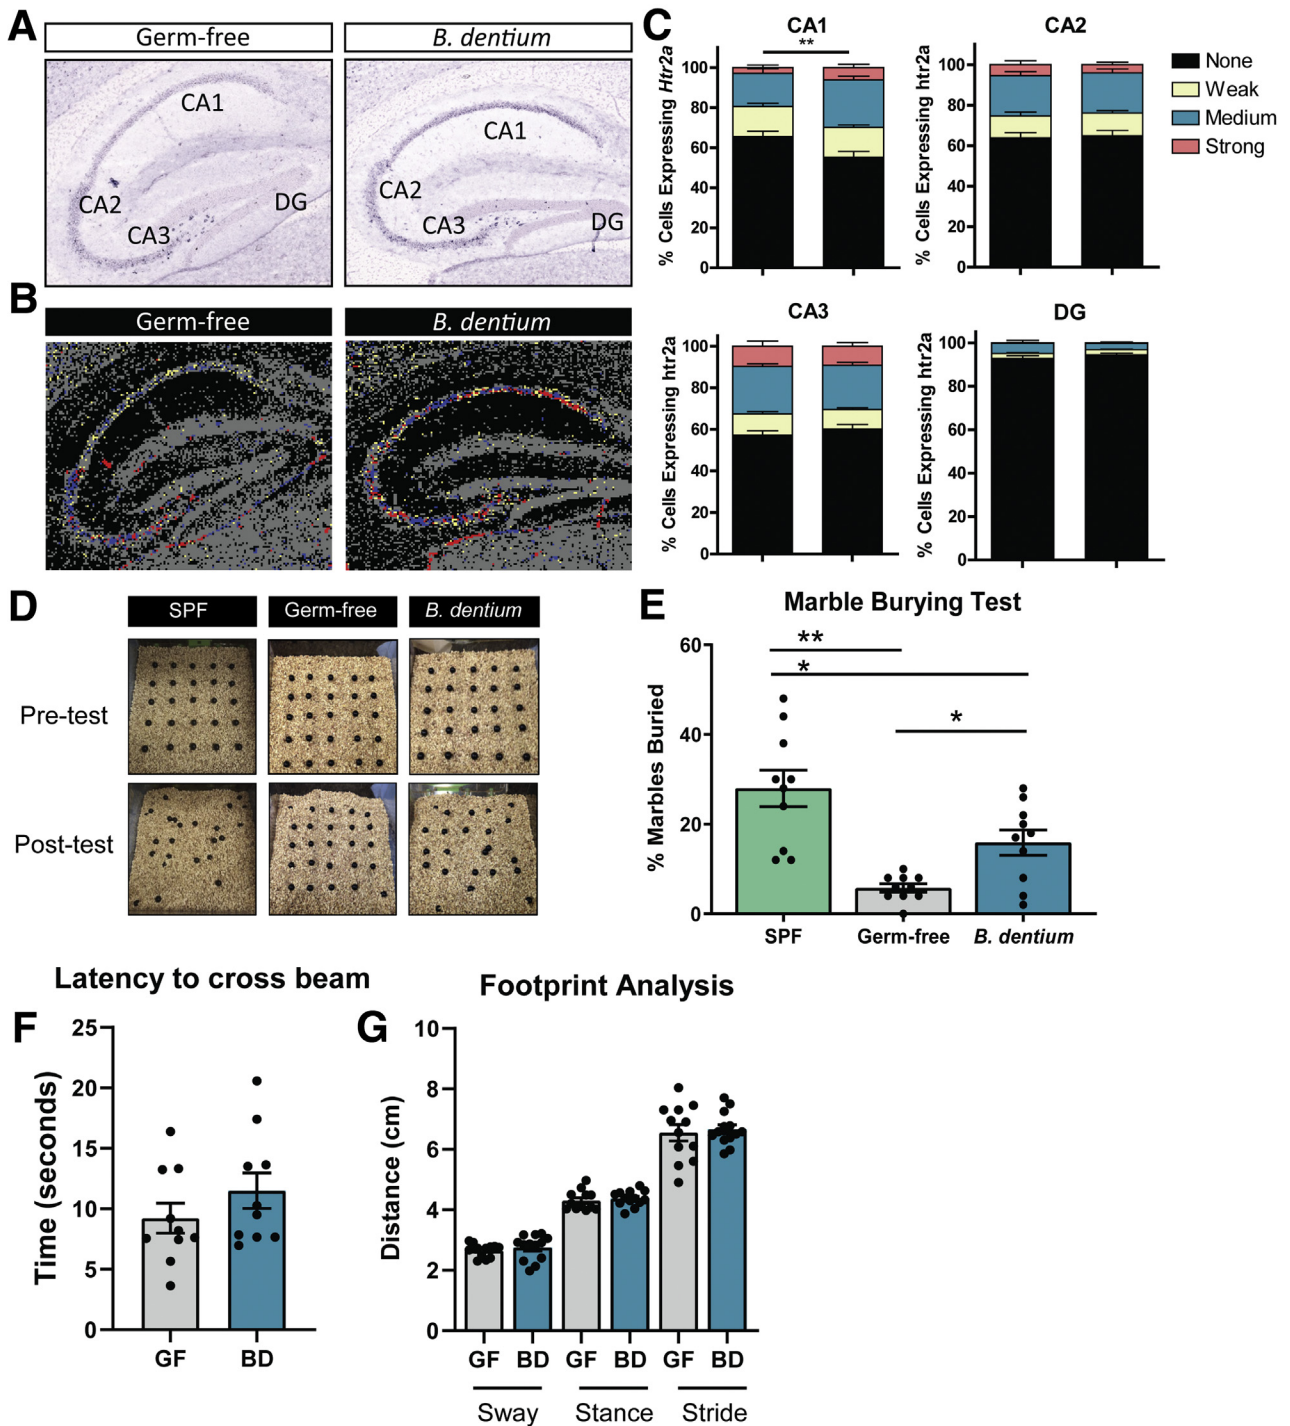 A
Germ-free
B. dentium
CA1
CA2
CA3
DG
CA1
CA2
CA3
DG
B
Germ-free
B. dentium
C
CA1
**
% Cells Expressing Htr2a
100
80
60
40
20
0
CA2
% Cells Expressing htr2a
100
80
60
40
20
0
None
Weak
Medium
Strong
CA3
% Cells Expressing htr2a
100
80
60
40
20
0
DG
% Cells Expressing htr2a
100
80
60
40
20
0
D
SPF
Germ-free
B. dentium
Pre-test
Post-test
E
Marble Burying Test
% Marbles Buried
60
40
20
0
**
*
*
SPF
Germ-free
B. dentium
F
Latency to cross beam
Time (seconds)
25
20
15
10
5
0
GF
BD
G
Footprint Analysis
Distance (cm)
10
8
6
4
2
0
GF BD GF BD GF BD
Sway Stance Stride